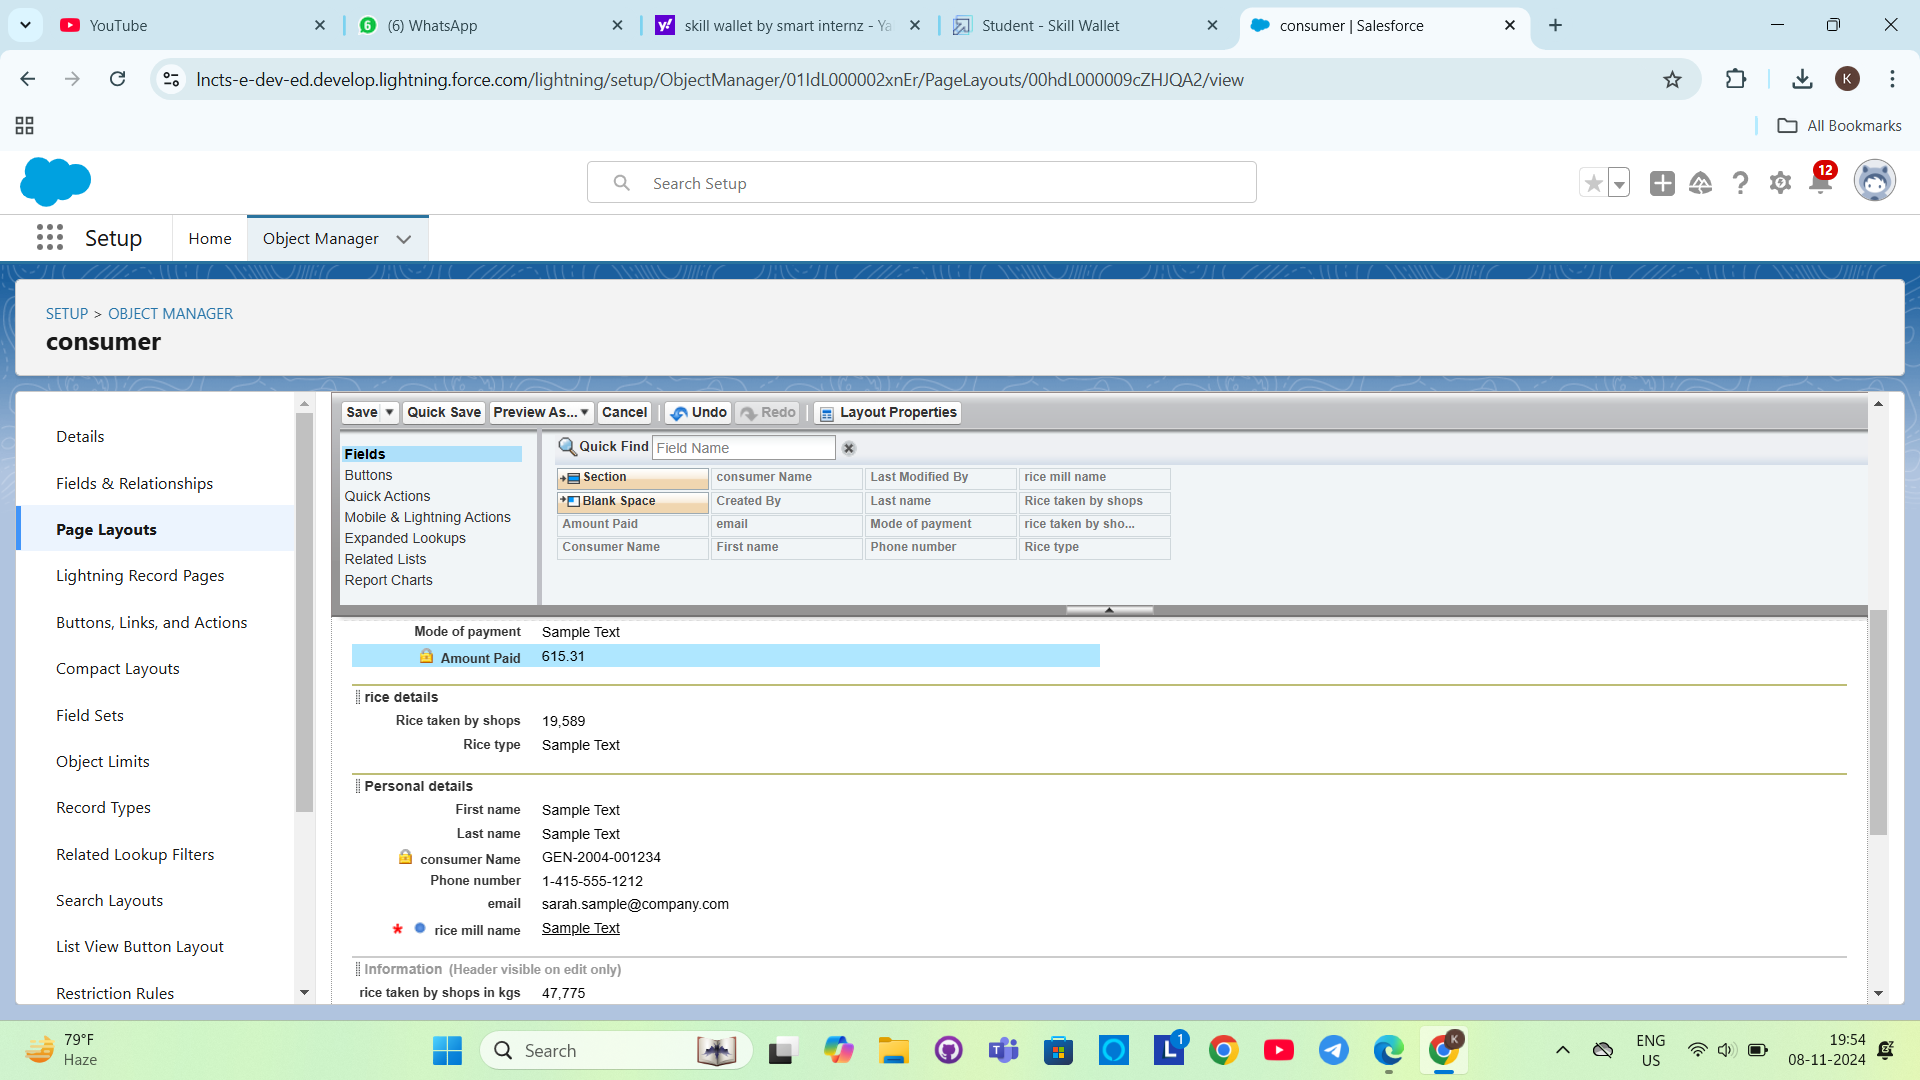 YouTube
6
(6) WhatsApp
y!
skill wallet by smart internz - Ya
Student - Skill Wallet
consumer | Salesforce
lncts-e-dev-ed.develop.lightning.force.com/lightning/setup/ObjectManager/01IdL000002xnEr/PageLayouts/00hdL000009cZHJQA2/view
K
All Bookmarks
Search Setup
12
Setup
Home
Object Manager
SETUP > OBJECT MANAGER
consumer
Details
Fields & Relationships
Page Layouts
Lightning Record Pages
Buttons, Links, and Actions
Compact Layouts
Field Sets
Object Limits
Record Types
Related Lookup Filters
Search Layouts
List View Button Layout
Restriction Rules
Save
Quick Save
Preview As...
Cancel
Undo
Redo
Layout Properties
Fields
Buttons
Quick Actions
Mobile & Lightning Actions
Expanded Lookups
Related Lists
Report Charts
Quick Find
Field Name
Section consumer Name Last Modified By rice mill name
Blank Space Created By Last name Rice taken by shops
Amount Paid email Mode of payment rice taken by sho...
Consumer Name First name Phone number Rice type
Mode of payment Sample Text
Amount Paid 615.31
rice details
Rice taken by shops 19,589
Rice type Sample Text
Personal details
First name Sample Text
Last name Sample Text
consumer Name GEN-2004-001234
Phone number 1-415-555-1212
email sarah.sample@company.com
* rice mill name Sample Text
Information (Header visible on edit only)
rice taken by shops in kgs 47,775
79°F
Haze
Search
L
1
K
ENG
US
19:54
08-11-2024